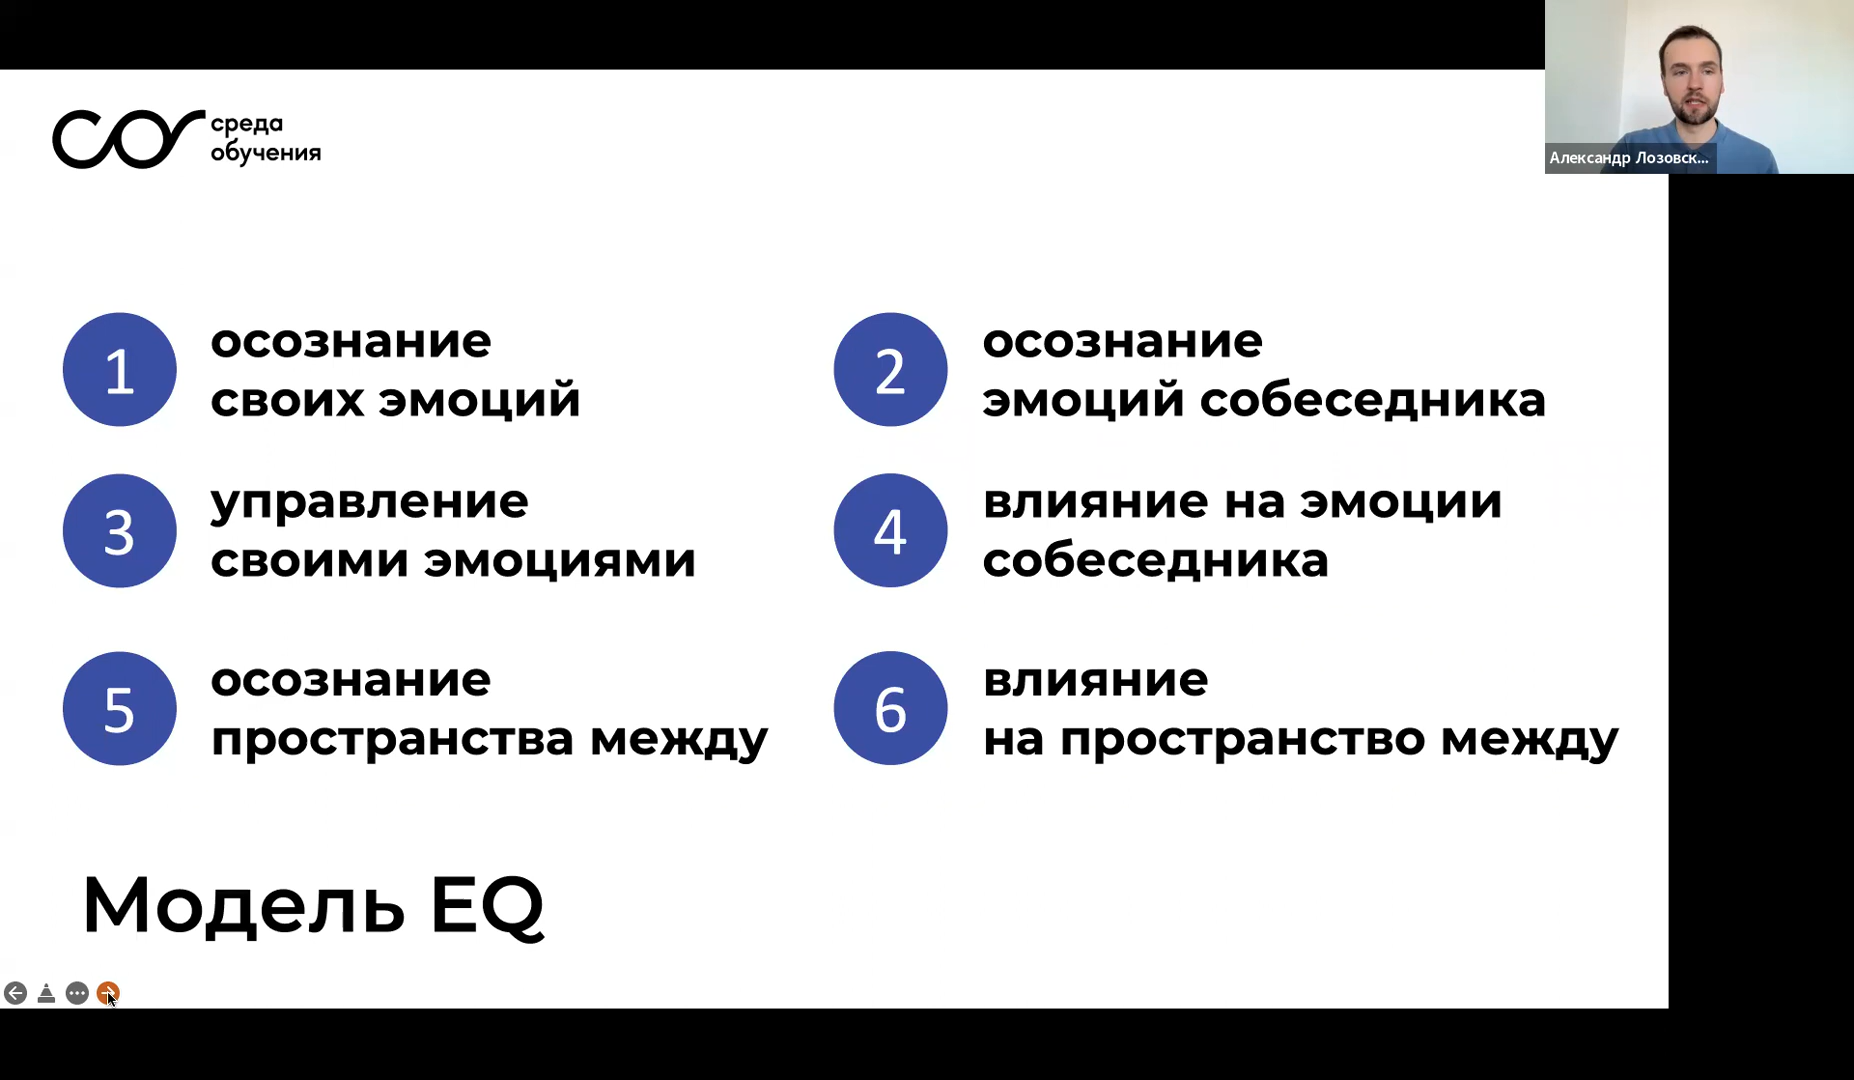 среда
обучения
Александр Лозовск...
1
осознание
своих эмоций
2
осознание
эмоций собеседника
3
управление
своими эмоциями
4
влияние на эмоции
собеседника
5
осознание
пространства между
6
влияние
на пространство между
Модель EQ